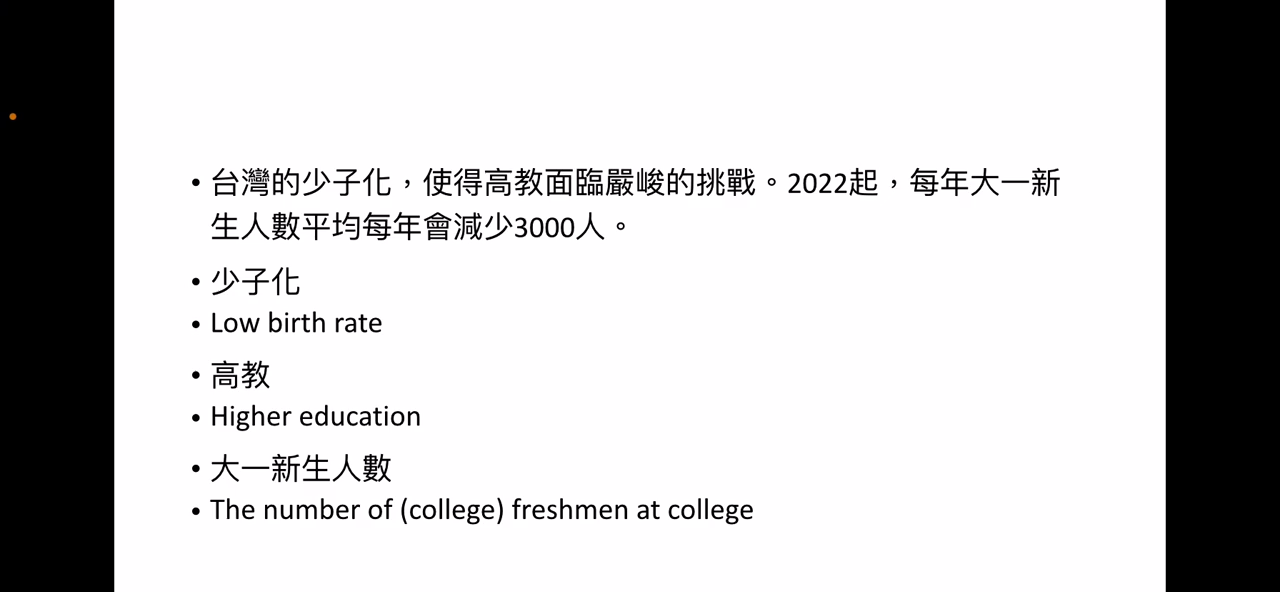 • 台灣的少子化，使得高教面臨嚴峻的挑戰。2022起，每年大一新
生人數平均每年會減少3000人。
• 少子化
• Low birth rate
• 高教
• Higher education
• 大一新生人數
• The number of (college) freshmen at college